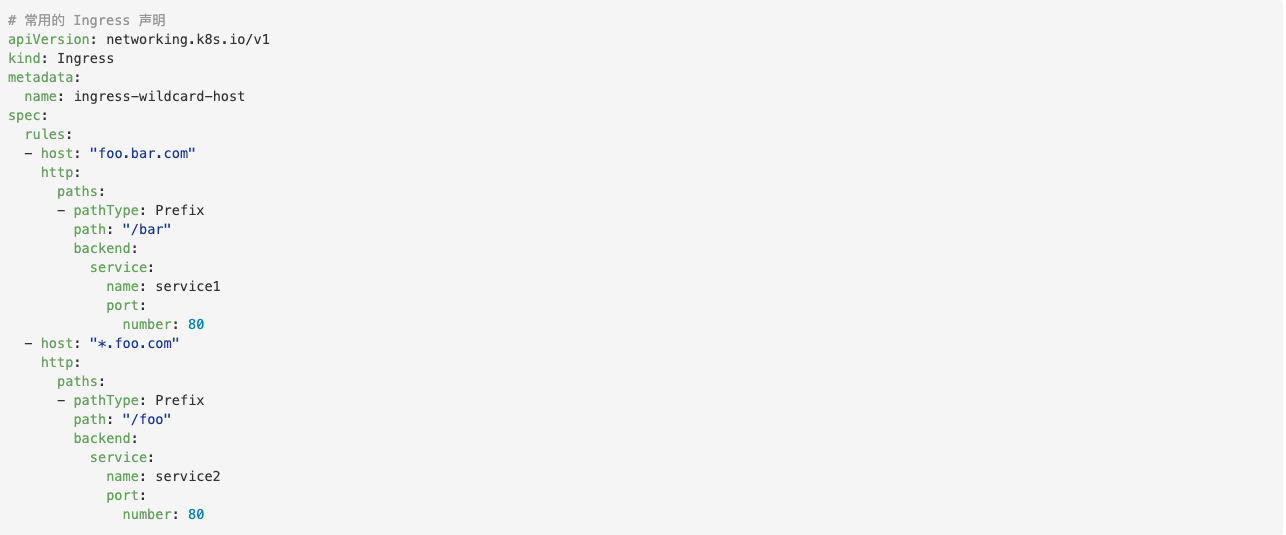 # 常用的 Ingress 声明
apiVersion: networking.k8s.io/v1
kind: Ingress
metadata:
  name: ingress-wildcard-host
spec:
  rules:
  - host: "foo.bar.com"
    http:
      paths:
      - pathType: Prefix
        path: "/bar"
        backend:
          service:
            name: service1
            port:
              number: 80
  - host: "*.foo.com"
    http:
      paths:
      - pathType: Prefix
        path: "/foo"
        backend:
          service:
            name: service2
            port:
              number: 80